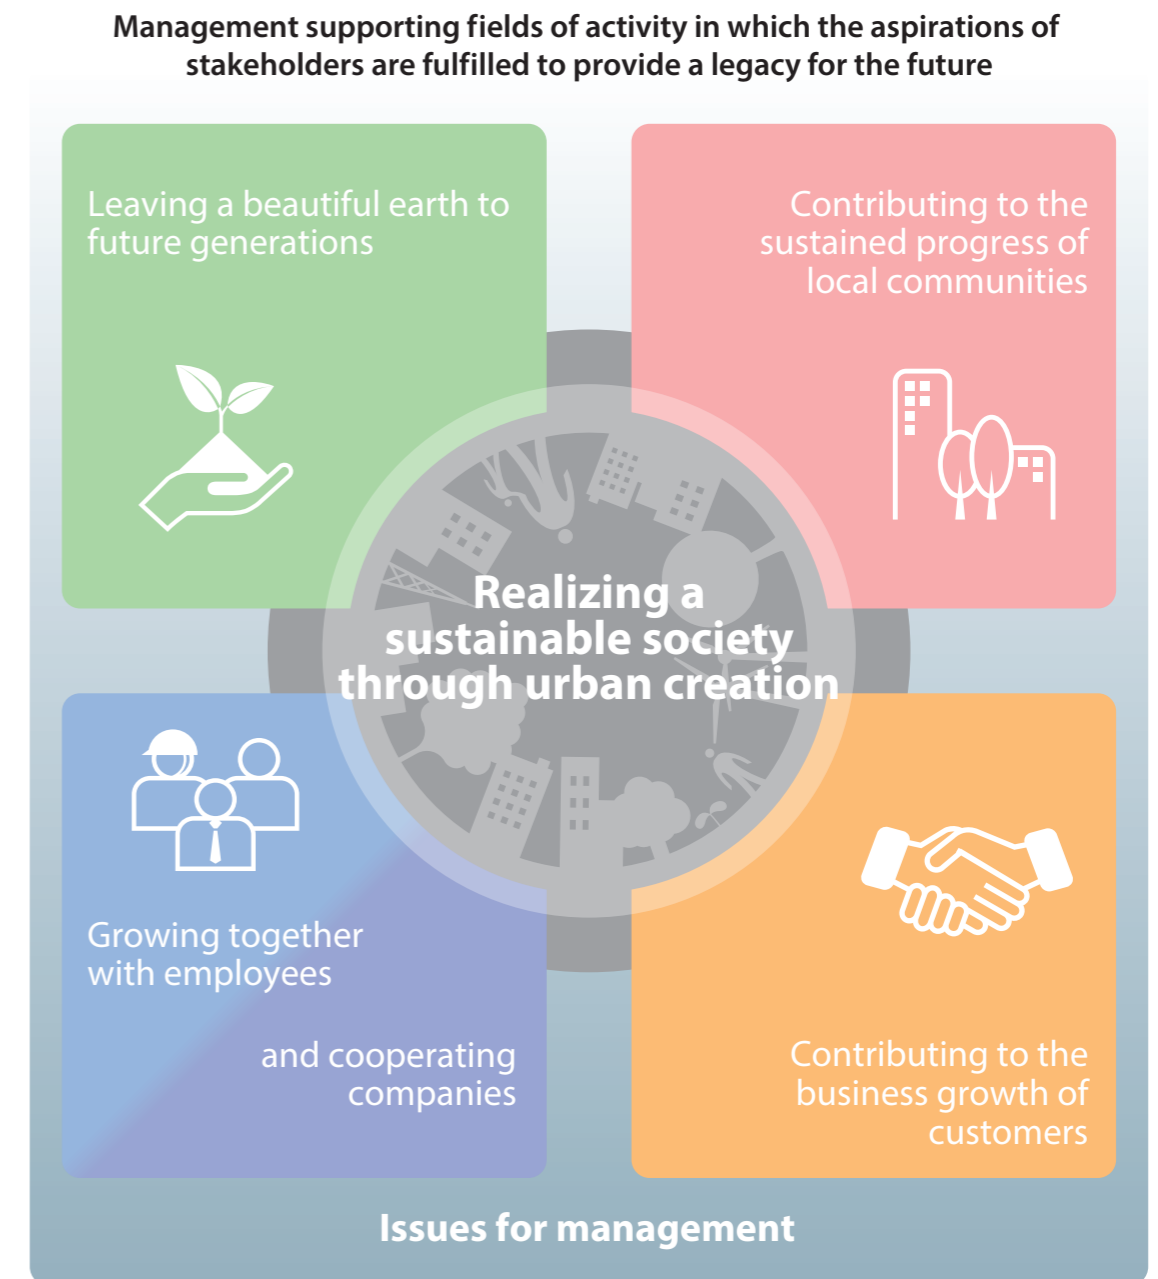 Management supporting fields of activity in which the aspirations of
stakeholders are fulfilled to provide a legacy for the future
Leaving a beautiful earth to
future generations
Contributing to the
sustained progress of
local communities
Realizing a
sustainable society
through urban creation
Growing together
with employees
and cooperating
companies
Contributing to the
business growth of
customers
Issues for management